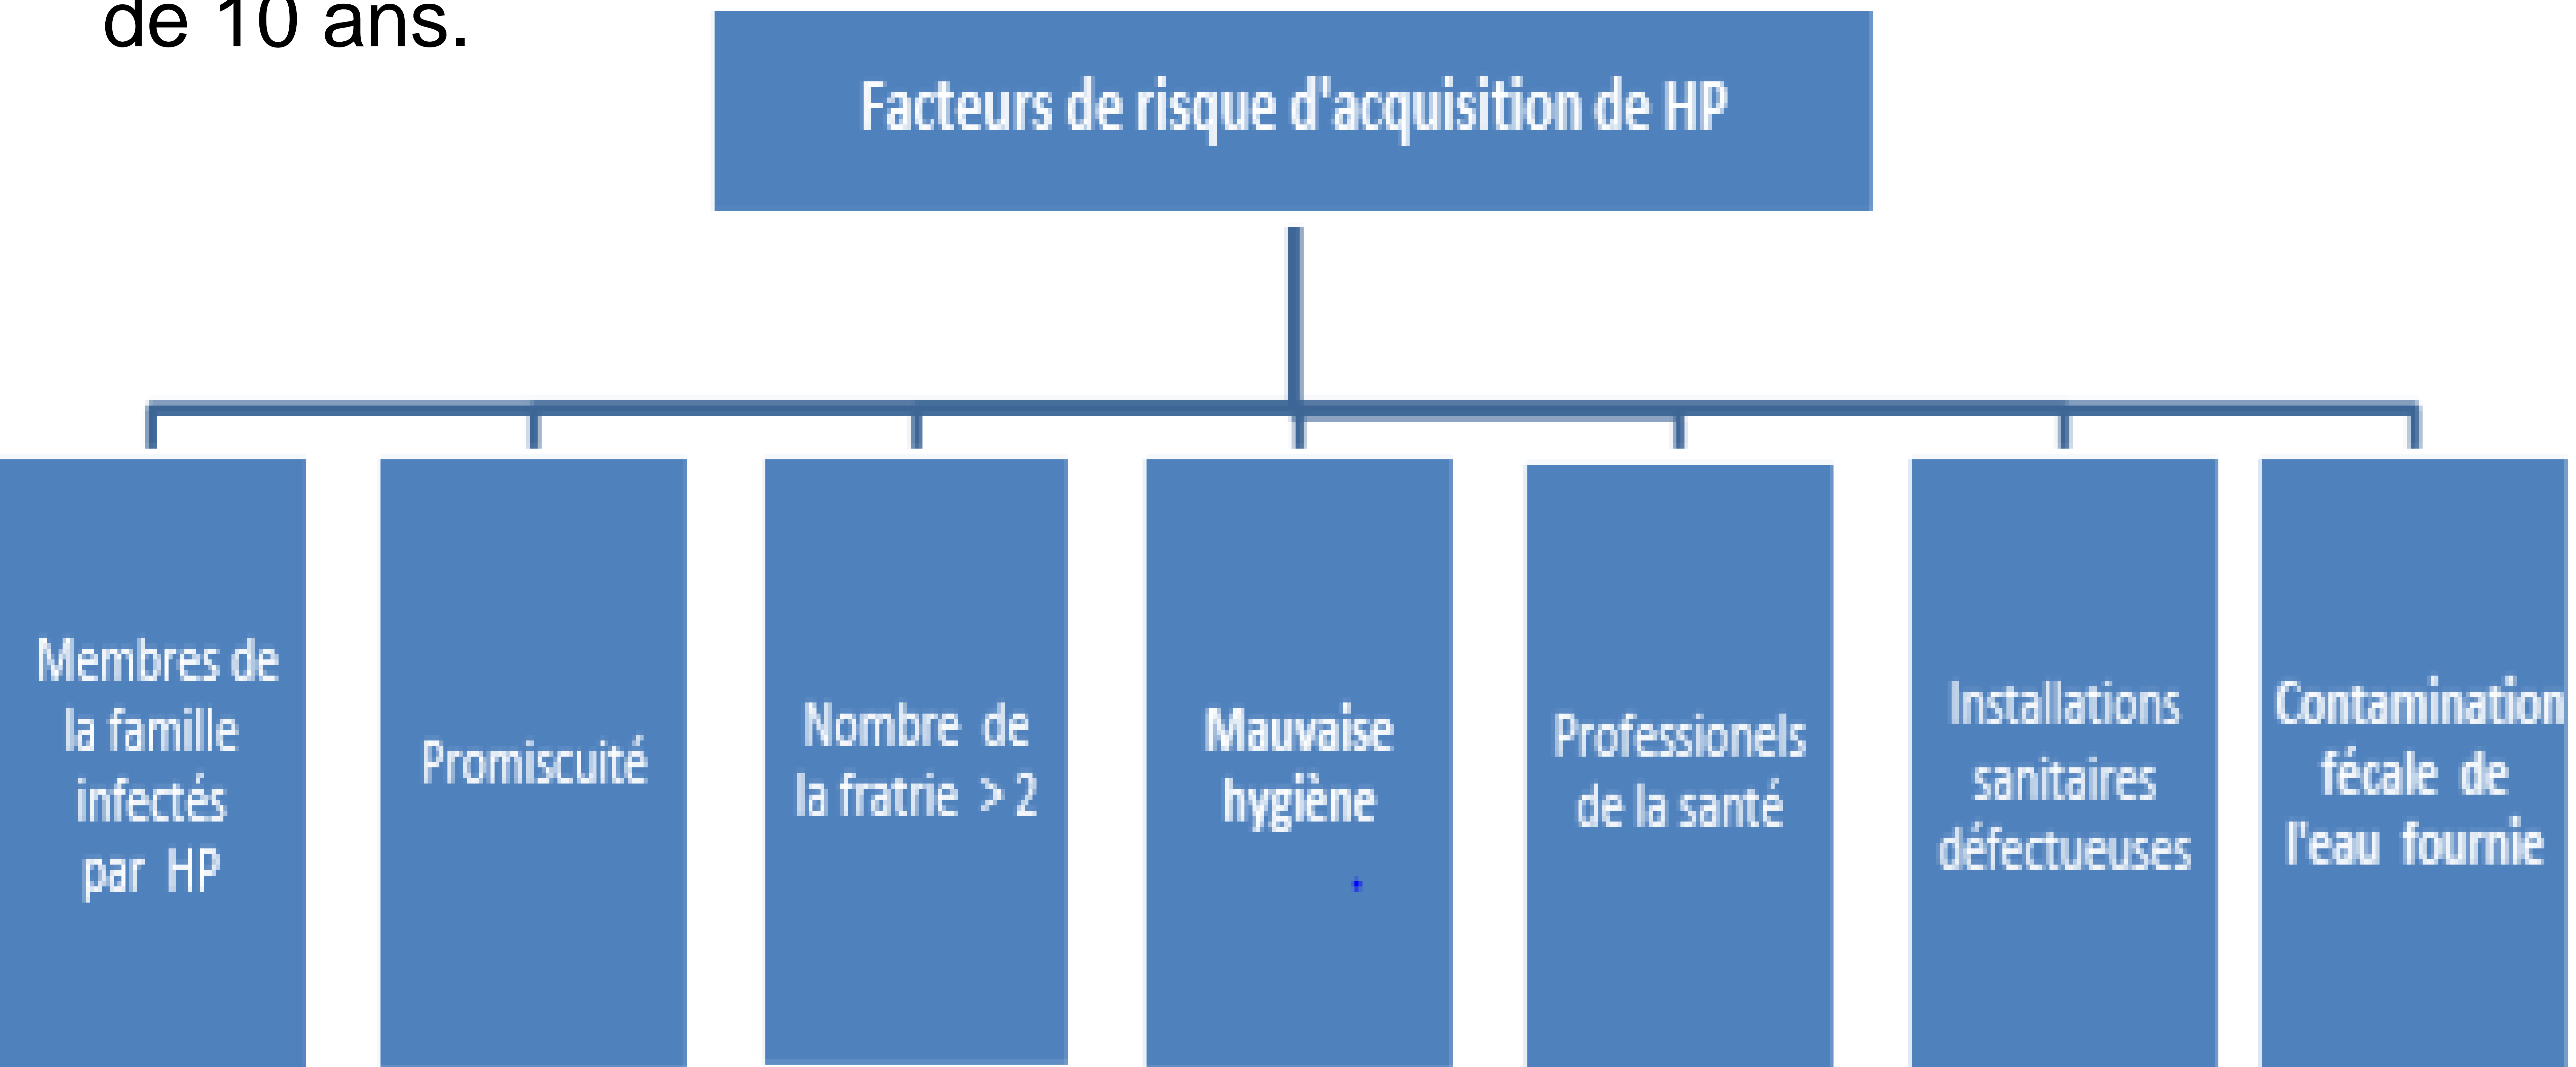 de 10 ans.
Facteurs de risque d'acquisition de HP
Membres de
la famille
infectés
par HP
Promiscuité
Nombre de
la fratrie > 2
Mauvaise
hygiène
Professionels
de la santé
Installations
sanitaires
défectueuses
Contamination
fécale de
l'eau fournie